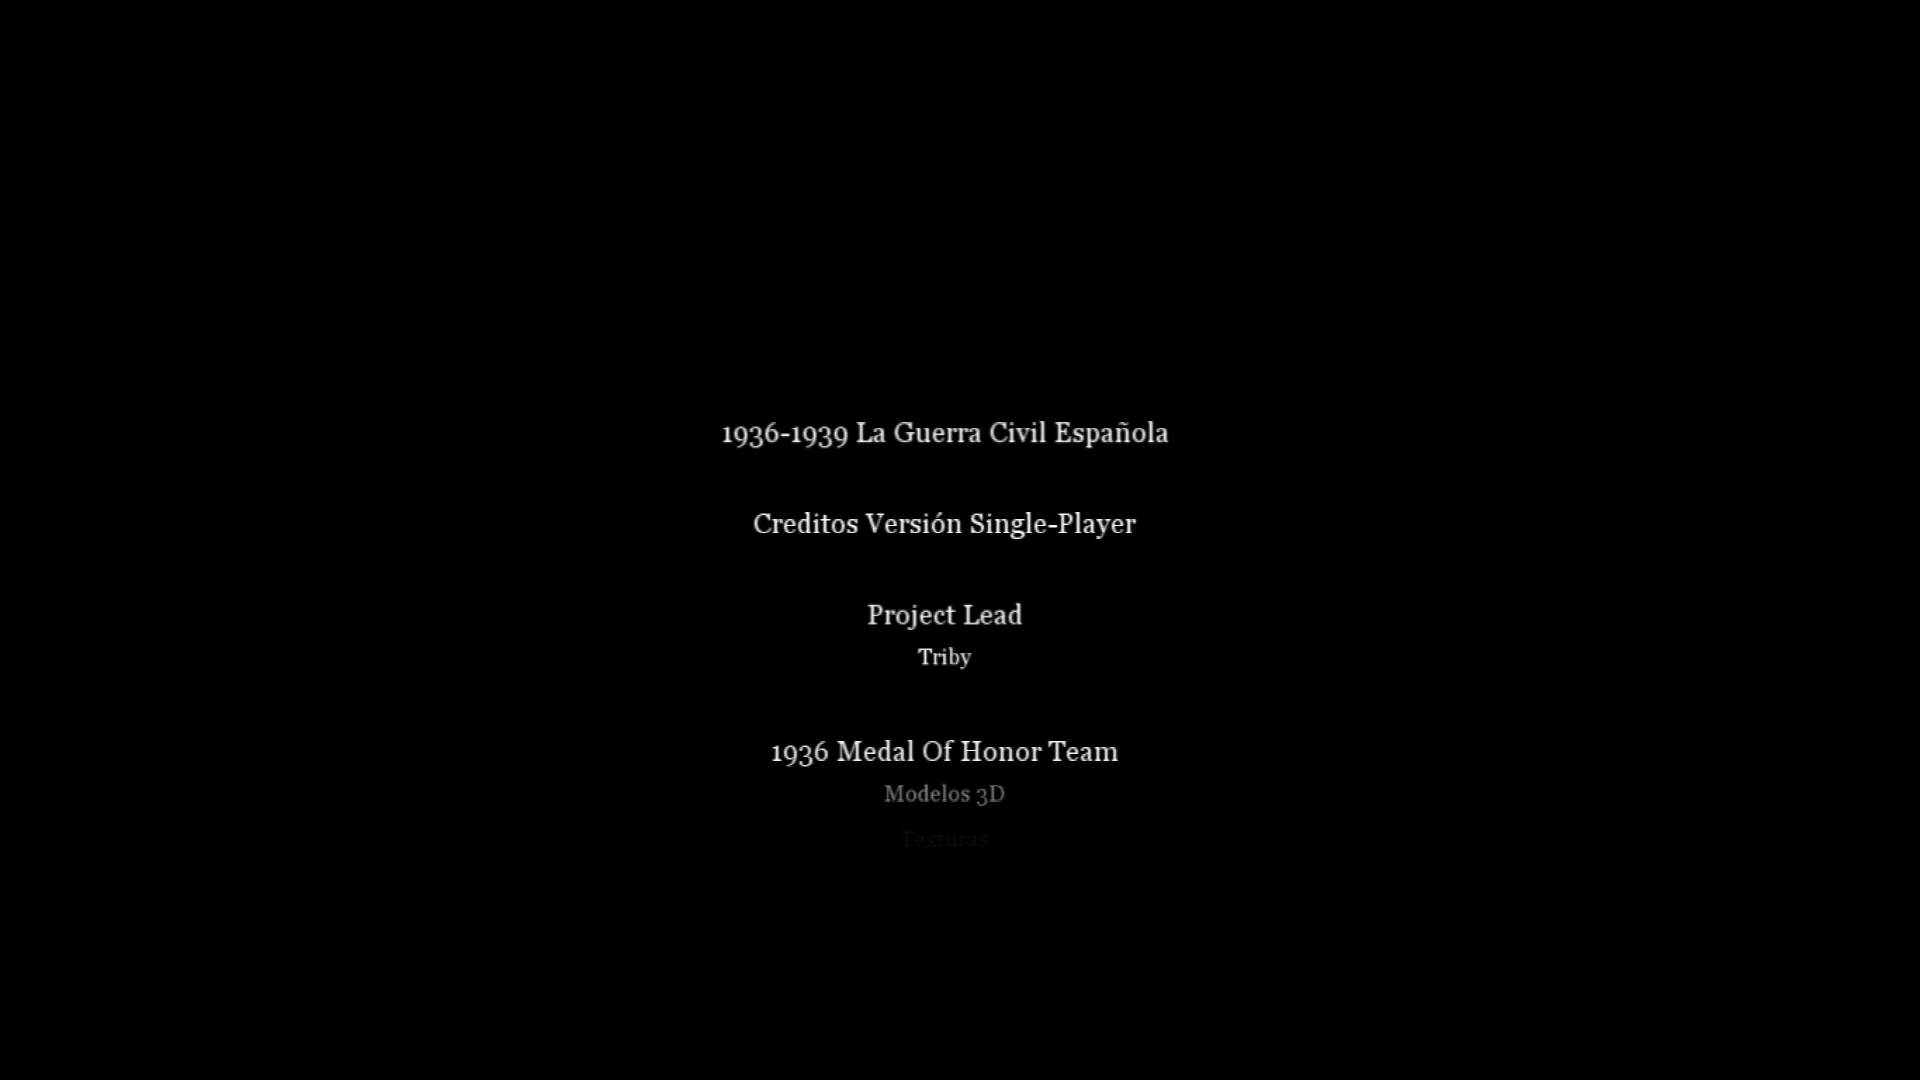 1936-1939 La Guerra Civil Española
Creditos Versión Single-Player
Project Lead
Triby
1936 Medal Of Honor Team
Modelos 3D
Texturas